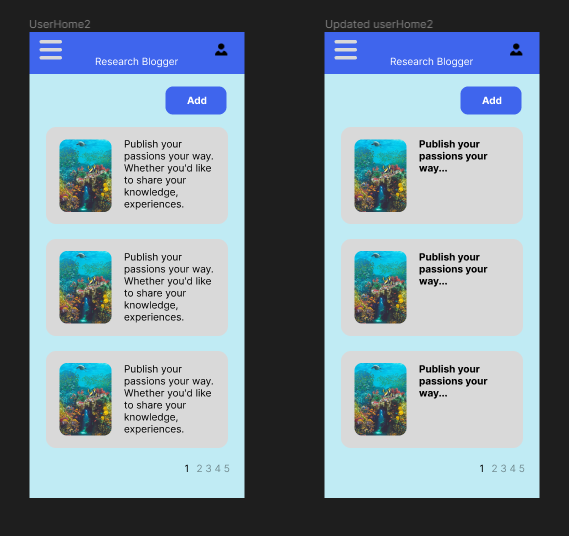 UserHome2
Research Blogger
Add
Publish your
passions your way.
Whether you'd like
to share your
knowledge,
experiences.
Publish your
passions your way.
Whether you'd like
to share your
knowledge,
experiences.
Publish your
passions your way.
Whether you'd like
to share your
knowledge,
experiences.
1 2 3 4 5
Updated userHome2
Research Blogger
Add
Publish your
passions your
way...
Publish your
passions your
way...
Publish your
passions your
way...
1 2 3 4 5